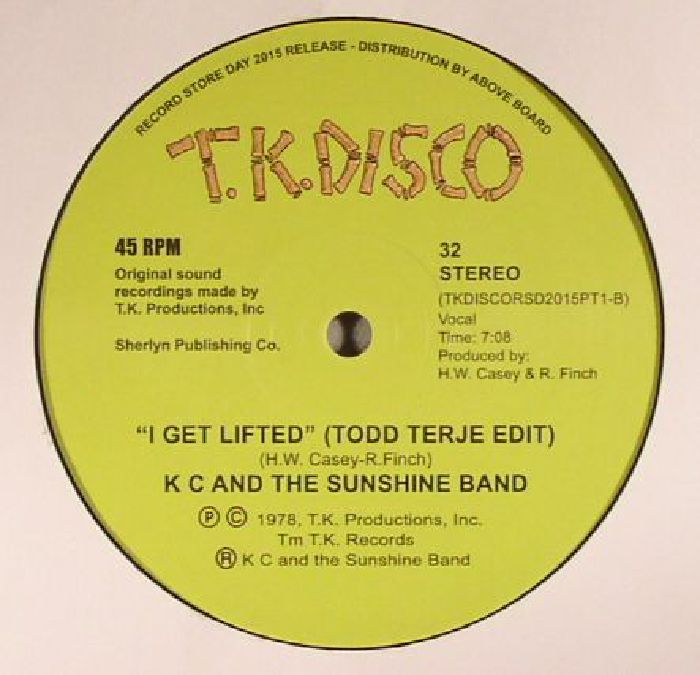 RECORD STORE DAY 2015 RELEASE - DISTRIBUTION BY ABOVE BOARD
T.K.DISCO
45 RPM
Original sound
recordings made by
T.K. Productions, Inc
Sherlyn Publishing Co.
32
STEREO
(TKDISCORSD2015PT1-B)
Vocal
Time: 7:08
Produced by:
H.W. Casey & R. Finch
"I GET LIFTED" (TODD TERJE EDIT)
(H.W. Casey-R.Finch)
K C AND THE SUNSHINE BAND
Ⓟ Ⓒ 1978, T.K. Productions, Inc.
Tm T.K. Records
Ⓡ K C and the Sunshine Band